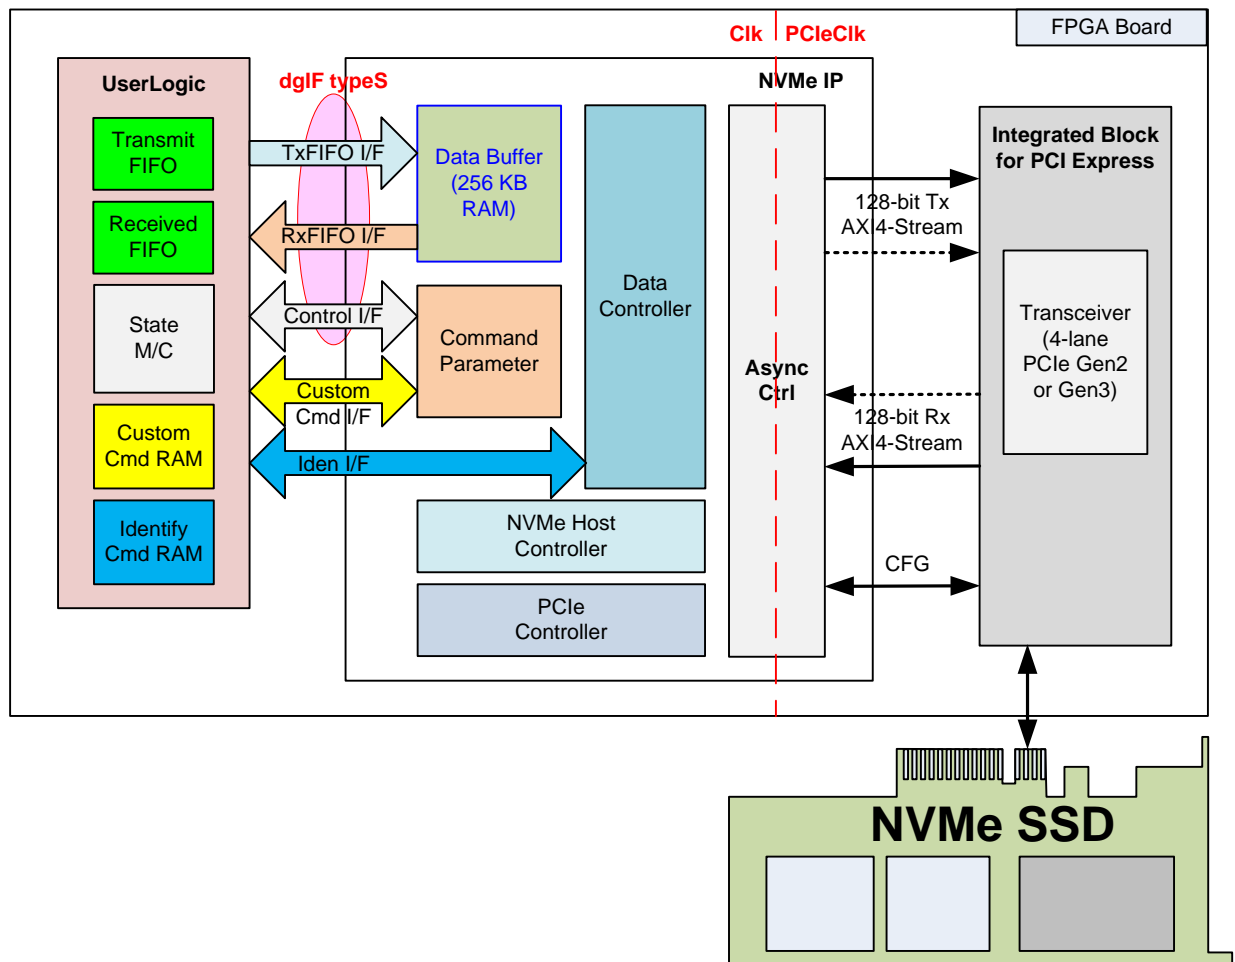 FPGA Board
Clk
PCIeClk
UserLogic
dgIF typeS
NVMe IP
Transmit
FIFO
TxFIFO I/F
Received
FIFO
RxFIFO I/F
State
M/C
Control I/F
Custom
Cmd RAM
Custom
Cmd I/F
Identify
Cmd RAM
Iden I/F
Data Buffer
(256 KB
RAM)
Command
Parameter
Data
Controller
NVMe Host
Controller
PCIe
Controller
Async
Ctrl
128-bit Tx
AXI4-Stream
128-bit Rx
AXI4-Stream
CFG
Integrated Block
for PCI Express
Transceiver
(4-lane
PCIe Gen2
or Gen3)
NVMe SSD